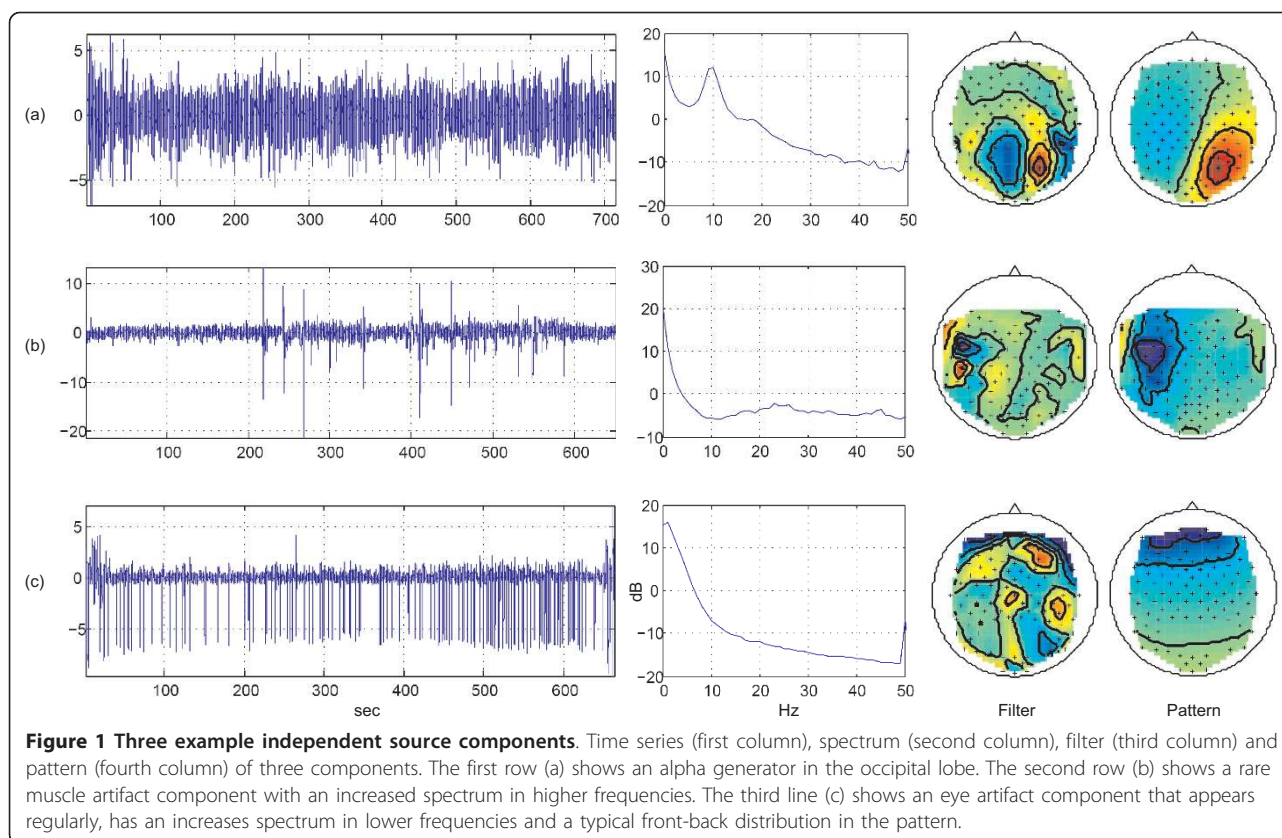 5
0
−5
100 200 300 400 500 600 700
(a)
20
10
0
−10
−20
0 10 20 30 40 50
10
0
−10
−20
100 200 300 400 500 600
(b)
30
20
10
0
−10
0 10 20 30 40 50
5
0
−5
100 200 300 400 500 600
(c)
sec
20
10
0
−10
−20
dB
0 10 20 30 40 50
Hz
Filter
Pattern
Figure 1 Three example independent source components. Time series (first column), spectrum (second column), filter (third column) and
pattern (fourth column) of three components. The first row (a) shows an alpha generator in the occipital lobe. The second row (b) shows a rare
muscle artifact component with an increased spectrum in higher frequencies. The third line (c) shows an eye artifact component that appears
regularly, has an increases spectrum in lower frequencies and a typical front-back distribution in the pattern.